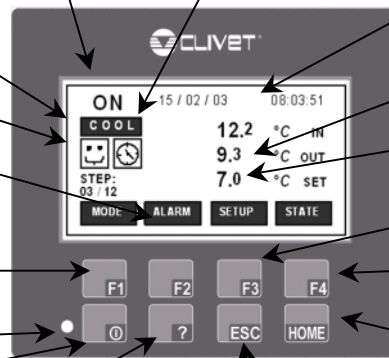 CLIVET
ON 15 / 02 / 03 08:03:51
COOL 12.2 °C IN
9.3 °C OUT
STEP: 7.0 °C SET
03 / 12
MODE ALARM SETUP STATE
F1 F2 F3 F4
? ESC HOME